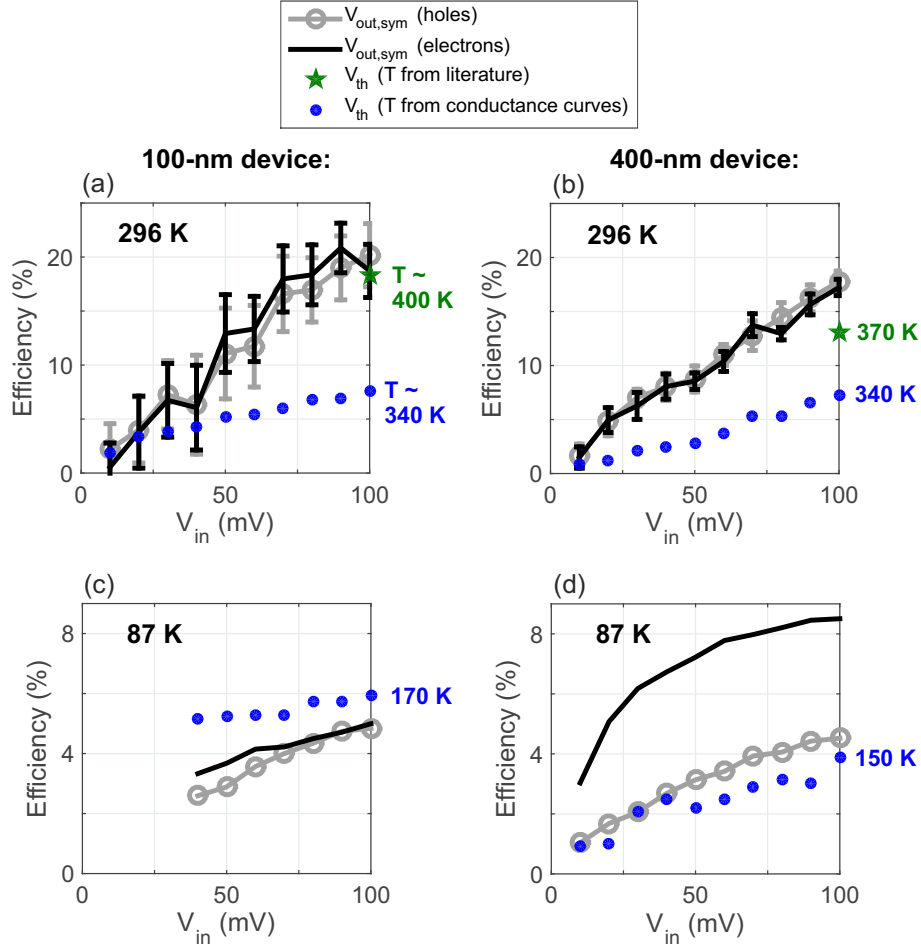 V_out,sym (holes)
V_out,sym (electrons)
V_th (T from literature)
V_th (T from conductance curves)
100-nm device:
400-nm device:
(a)
296 K
Efficiency (%)
20
10
0
T ~
400 K
T ~
340 K
0
50
100
V_in (mV)
(b)
296 K
Efficiency (%)
20
10
0
370 K
340 K
0
50
100
V_in (mV)
(c)
87 K
Efficiency (%)
8
4
0
170 K
0
50
100
V_in (mV)
(d)
87 K
Efficiency (%)
8
4
0
150 K
0
50
100
V_in (mV)